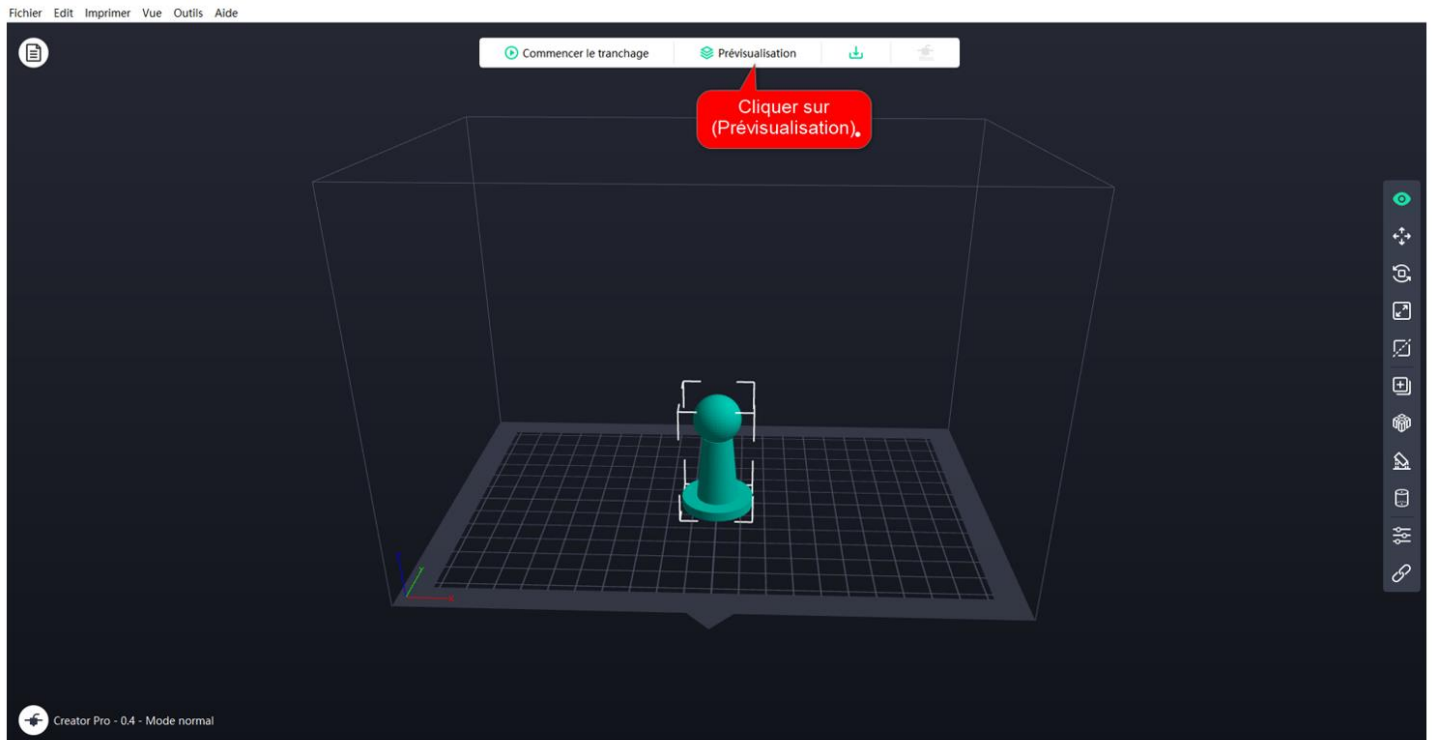 Fichier Edit Imprimer Vue Outils Aide
Commencer le tranchage Prévisualisation
Cliquer sur
(Prévisualisation).
Creator Pro - 0.4 - Mode normal